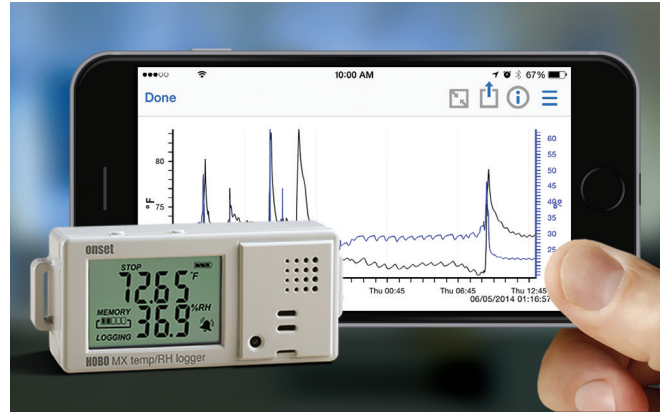 10:00 AM
67%
Done
°F
80
75
60
55
50
45
40
35
30
25
Thu 00:45
Thu 06:45
Thu 12:45
06/05/2014 01:16:57
onset
STOP
72.65 °F
MEMORY
36.9 %RH
LOGGING
HOBO MX temp/RH logger